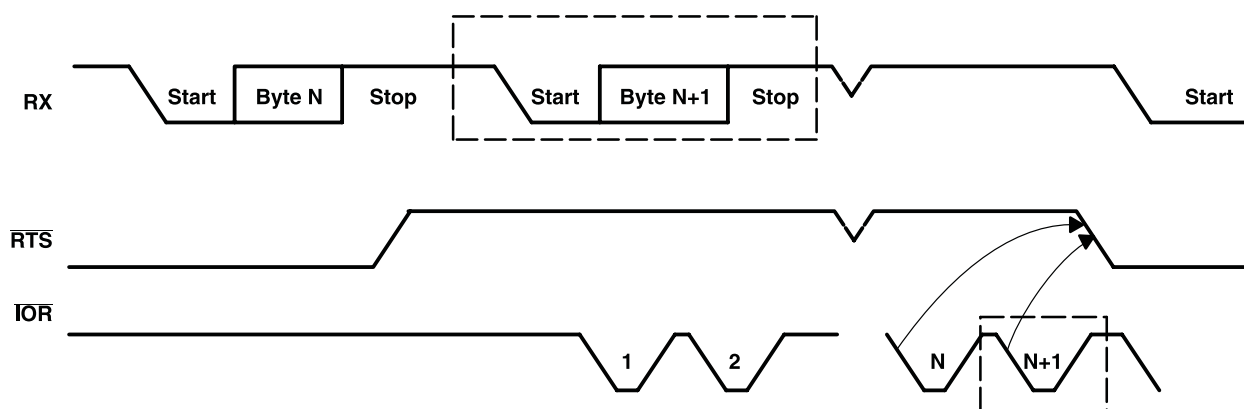 RX
Start
Byte N
Stop
Start
Byte N+1
Stop
Start
RTS
IOR
1
2
N
N+1